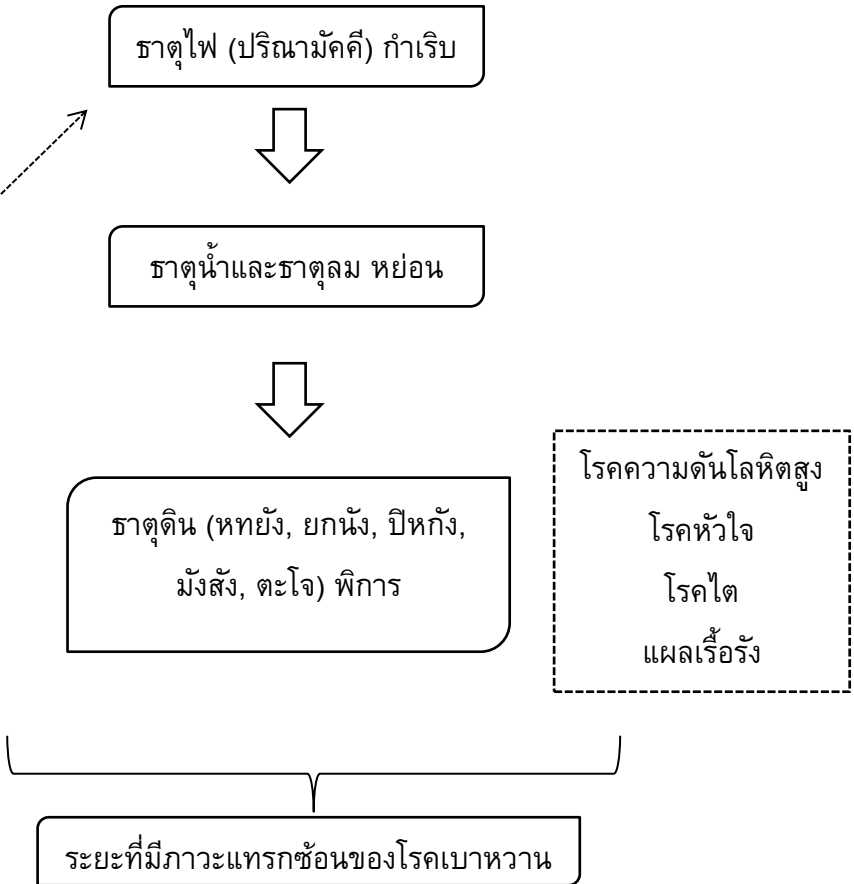 ธาตุไฟ (ปริณามัคคี) กำเริบ
ธาตุน้ำและธาตุลม หย่อน
ธาตุดิน (หทยัง, ยกนัง, ปิหกัง,
มังสัง, ตะโจ) พิการ
โรคความดันโลหิตสูง
โรคหัวใจ
โรคไต
แผลเรื้อรัง
ระยะที่มีภาวะแทรกซ้อนของโรคเบาหวาน